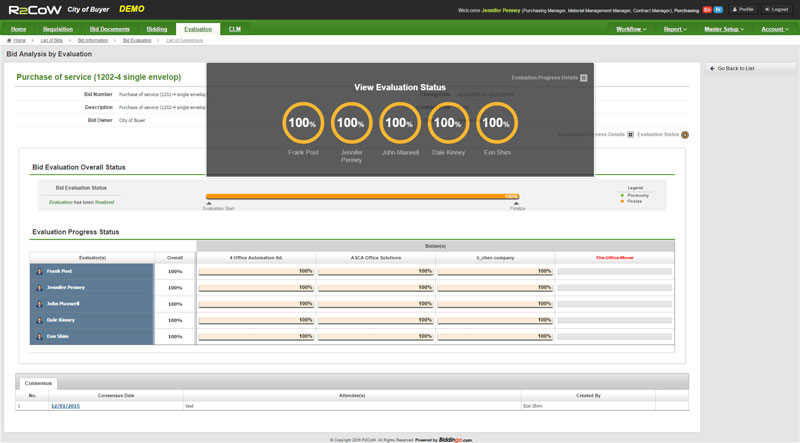 R2CoW City of Buyer DEMO
Welcome Jennifer Penney (Purchasing Manager, Material Management Manager, Contract Manager), Purchasing En Fr Profile Logout
Home Requisition Bid Documents Bidding Evaluation CLM Workflow Report Master Setup Account
Home > List of Bids > Bid Information > Bid Evaluation > List of Consensus
Bid Analysis by Evaluation
Go Back to List
Purchase of service (1202-4 single envelop)
Bid Number Purchase of service (1202-4 single envelop)
Description Purchase of service (1202-4 single envelop)
Bid Owner City of Buyer
Evaluation Progress Details
View Evaluation Status
100% 100% 100% 100% 100%
Frank Post Jennifer Penney John Maxwell Dale Kinney Eon Shim
Evaluation Progress Details Evaluation Status
Bid Evaluation Overall Status
Bid Evaluation Status
Evaluation has been finalized
100%
Evaluation Start Finalize
Legend
Processing
Finalize
Evaluation Progress Status
Bidder(s)
Evaluator(s) Overall 4 Office Automation ltd. ASCA Office Solutions ll_chen company The Office Mover
Frank Post 100% 100% 100% 100%
Jennifer Penney 100% 100% 100% 100%
John Maxwell 100% 100% 100% 100%
Dale Kinney 100% 100% 100% 100%
Eon Shim 100% 100% 100% 100%
Consensus
No. Consensus Date Attendee(s) Created By
1 12/01/2015 test Eon Shim
© Copyright 2016 R2CoW. All Rights Reserved. Powered by Biddingo.com